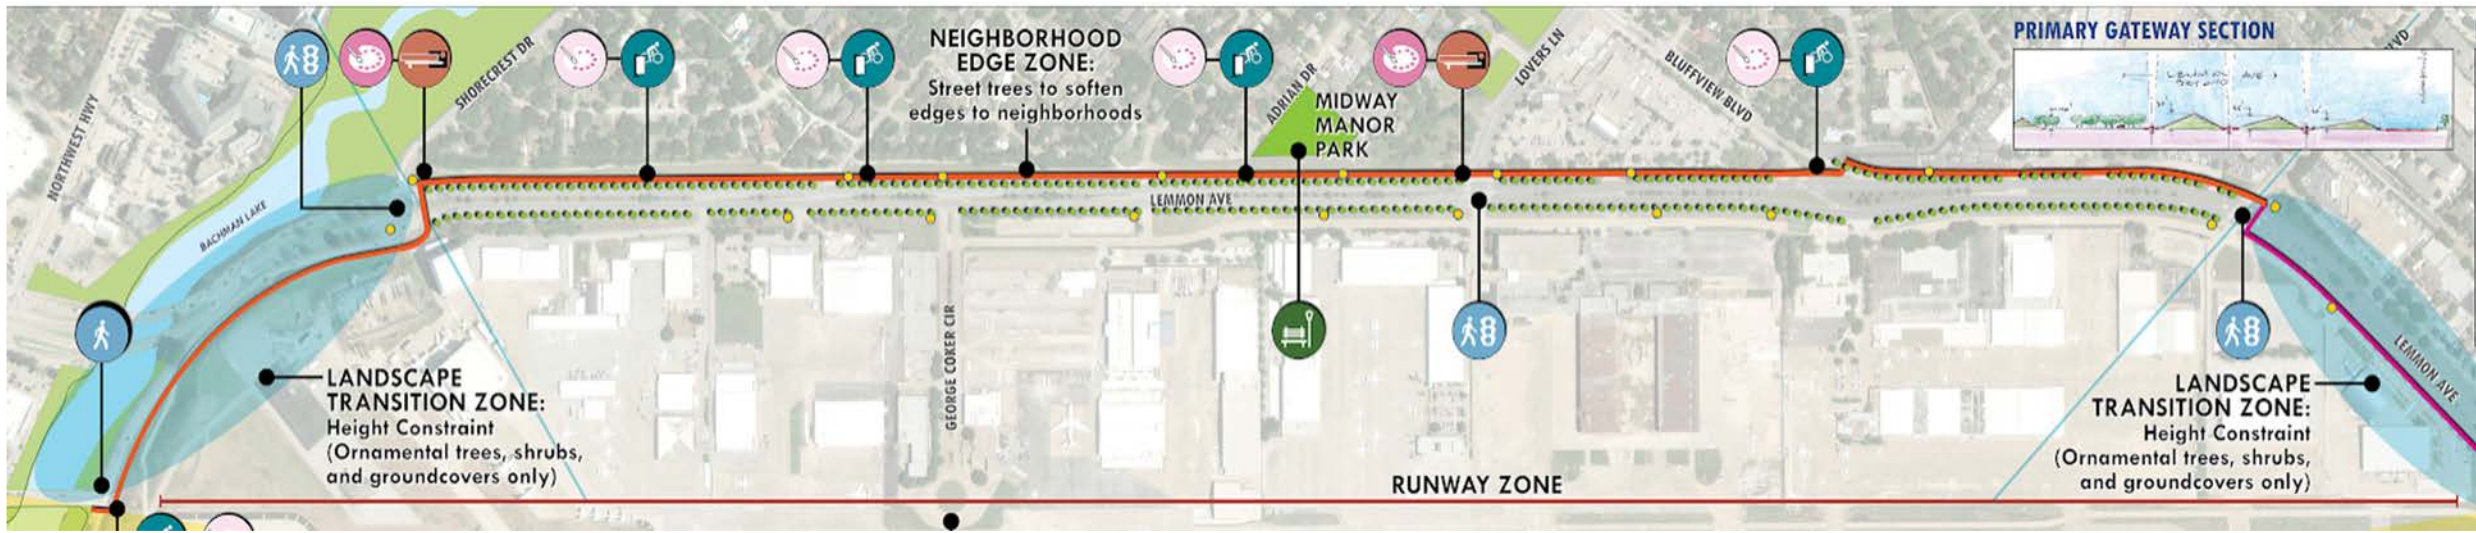 NORTHWEST HWY
BACHMAN LAKE
SHORECREST DR
NEIGHBORHOOD
EDGE ZONE:
Street trees to soften
edges to neighborhoods
ADRIAN DR
MIDWAY
MANOR
PARK
LOVERS LN
BLUFFVIEW BLVD
PRIMARY GATEWAY SECTION
LVD
LEMMON AVE
GEORGE COKER CIR
LEMMON AVE
LANDSCAPE
TRANSITION ZONE:
Height Constraint
(Ornamental trees, shrubs,
and groundcovers only)
LANDSCAPE
TRANSITION ZONE:
Height Constraint
(Ornamental trees, shrubs,
and groundcovers only)
RUNWAY ZONE